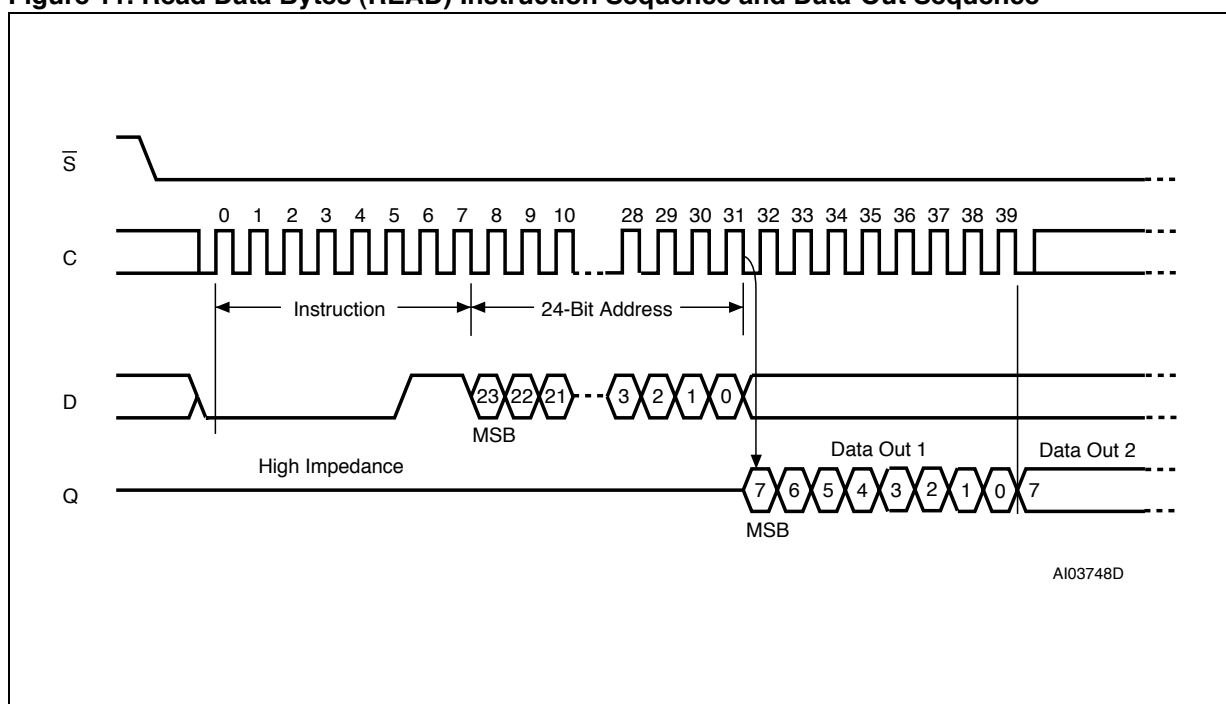 Figure 11. Read Data Bytes (READ) Instruction Sequence and Data-Out Sequence
S
0 1 2 3 4 5 6 7 8 9 10 28 29 30 31 32 33 34 35 36 37 38 39
C
Instruction 24-Bit Address
D
23 22 21 3 2 1 0
MSB
High Impedance Data Out 1 Data Out 2
Q
7 6 5 4 3 2 1 0 7
MSB
AI03748D